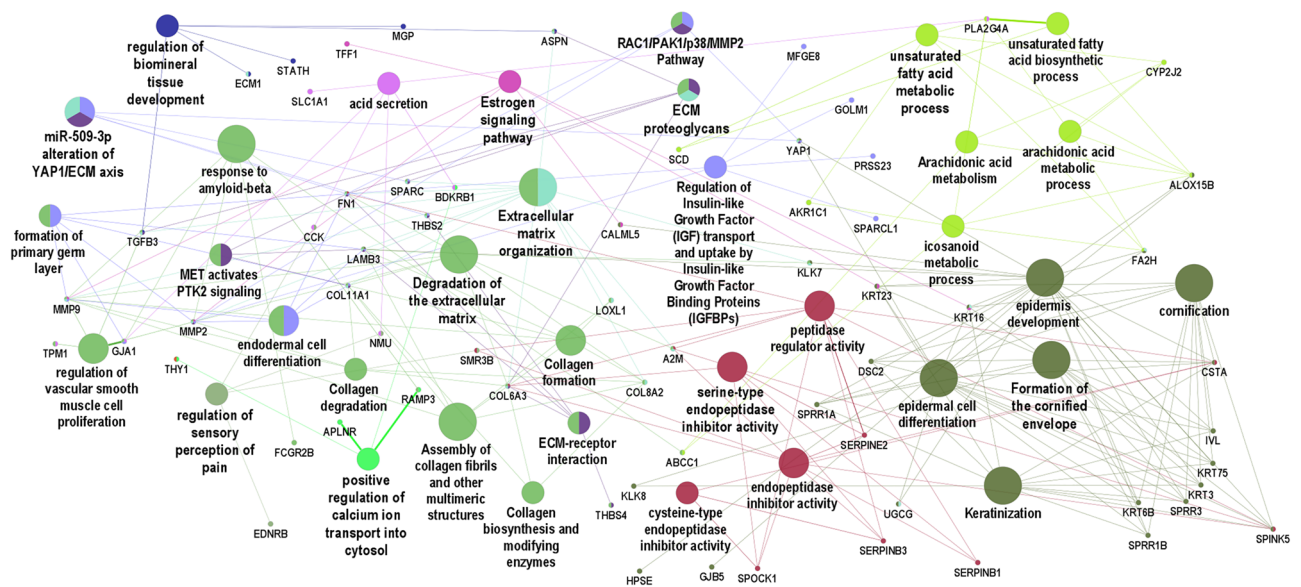 MGP
ASPN
regulation of
biomineral
tissue
development
ECM1
STATH
TFF1
SLC1A1
acid secretion
Estrogen
signaling
pathway
RAC1/PAK1/p38/MMP2
Pathway
MFGE8
PLA2G4A
unsaturated
fatty acid
metabolic
process
unsaturated fatty
acid biosynthetic
process
CYP2J2
miR-509-3p
alteration of
YAP1/ECM axis
ECM
proteoglycans
GOLM1
response to
amyloid-beta
SCD
YAP1
PRSS23
Arachidonic acid
metabolism
arachidonic acid
metabolic
process
ALOX15B
SPARC
FN1
BDKRB1
THBS2
CCK
Extracellular
matrix
organization
CALML5
Regulation of
Insulin-like
Growth Factor
(IGF) transport
and uptake by
Insulin-like
Growth Factor
Binding Proteins
(IGFBPs)
AKR1C1
SPARCL1
icosanoid
metabolic
process
FA2H
formation of
primary germ
layer
TGFB3
LAMB3
MET activates
PTK2 signaling
COL11A1
Degradation
of the
extracellular
matrix
KLK7
KRT23
KRT16
epidermis
development
cornification
MMP9
MMP2
endodermal cell
differentiation
LOXL1
peptidase
regulator activity
TPM1
GJA1
regulation of
vascular smooth
muscle cell
proliferation
NMU
SMR3B
Collagen
formation
A2M
DSC2
CSTA
THY1
Collagen
degradation
COL6A3
COL8A2
serine-type
endopeptidase
inhibitor activity
SPRR1A
epidermal cell
differentiation
Formation of
the cornified
envelope
regulation of
sensory
perception of
pain
RAMP3
APLNR
Assembly of
collagen fibrils
and other
multimeric
structures
ECM-receptor
interaction
SERPINE2
IVL
FCGR2B
positive
regulation of
calcium ion
transport into
cytosol
ABCC1
endopeptidase
inhibitor activity
KRT75
KRT3
EDNRB
Collagen
biosynthesis and
modifying
enzymes
THBS4
KLK8
cysteine-type
endopeptidase
inhibitor activity
UGCG
Keratinization
KRT6B
SPRR3
SPRR1B
SPINK5
HPSE
GJB5
SPOCK1
SERPINB3
SERPINB1